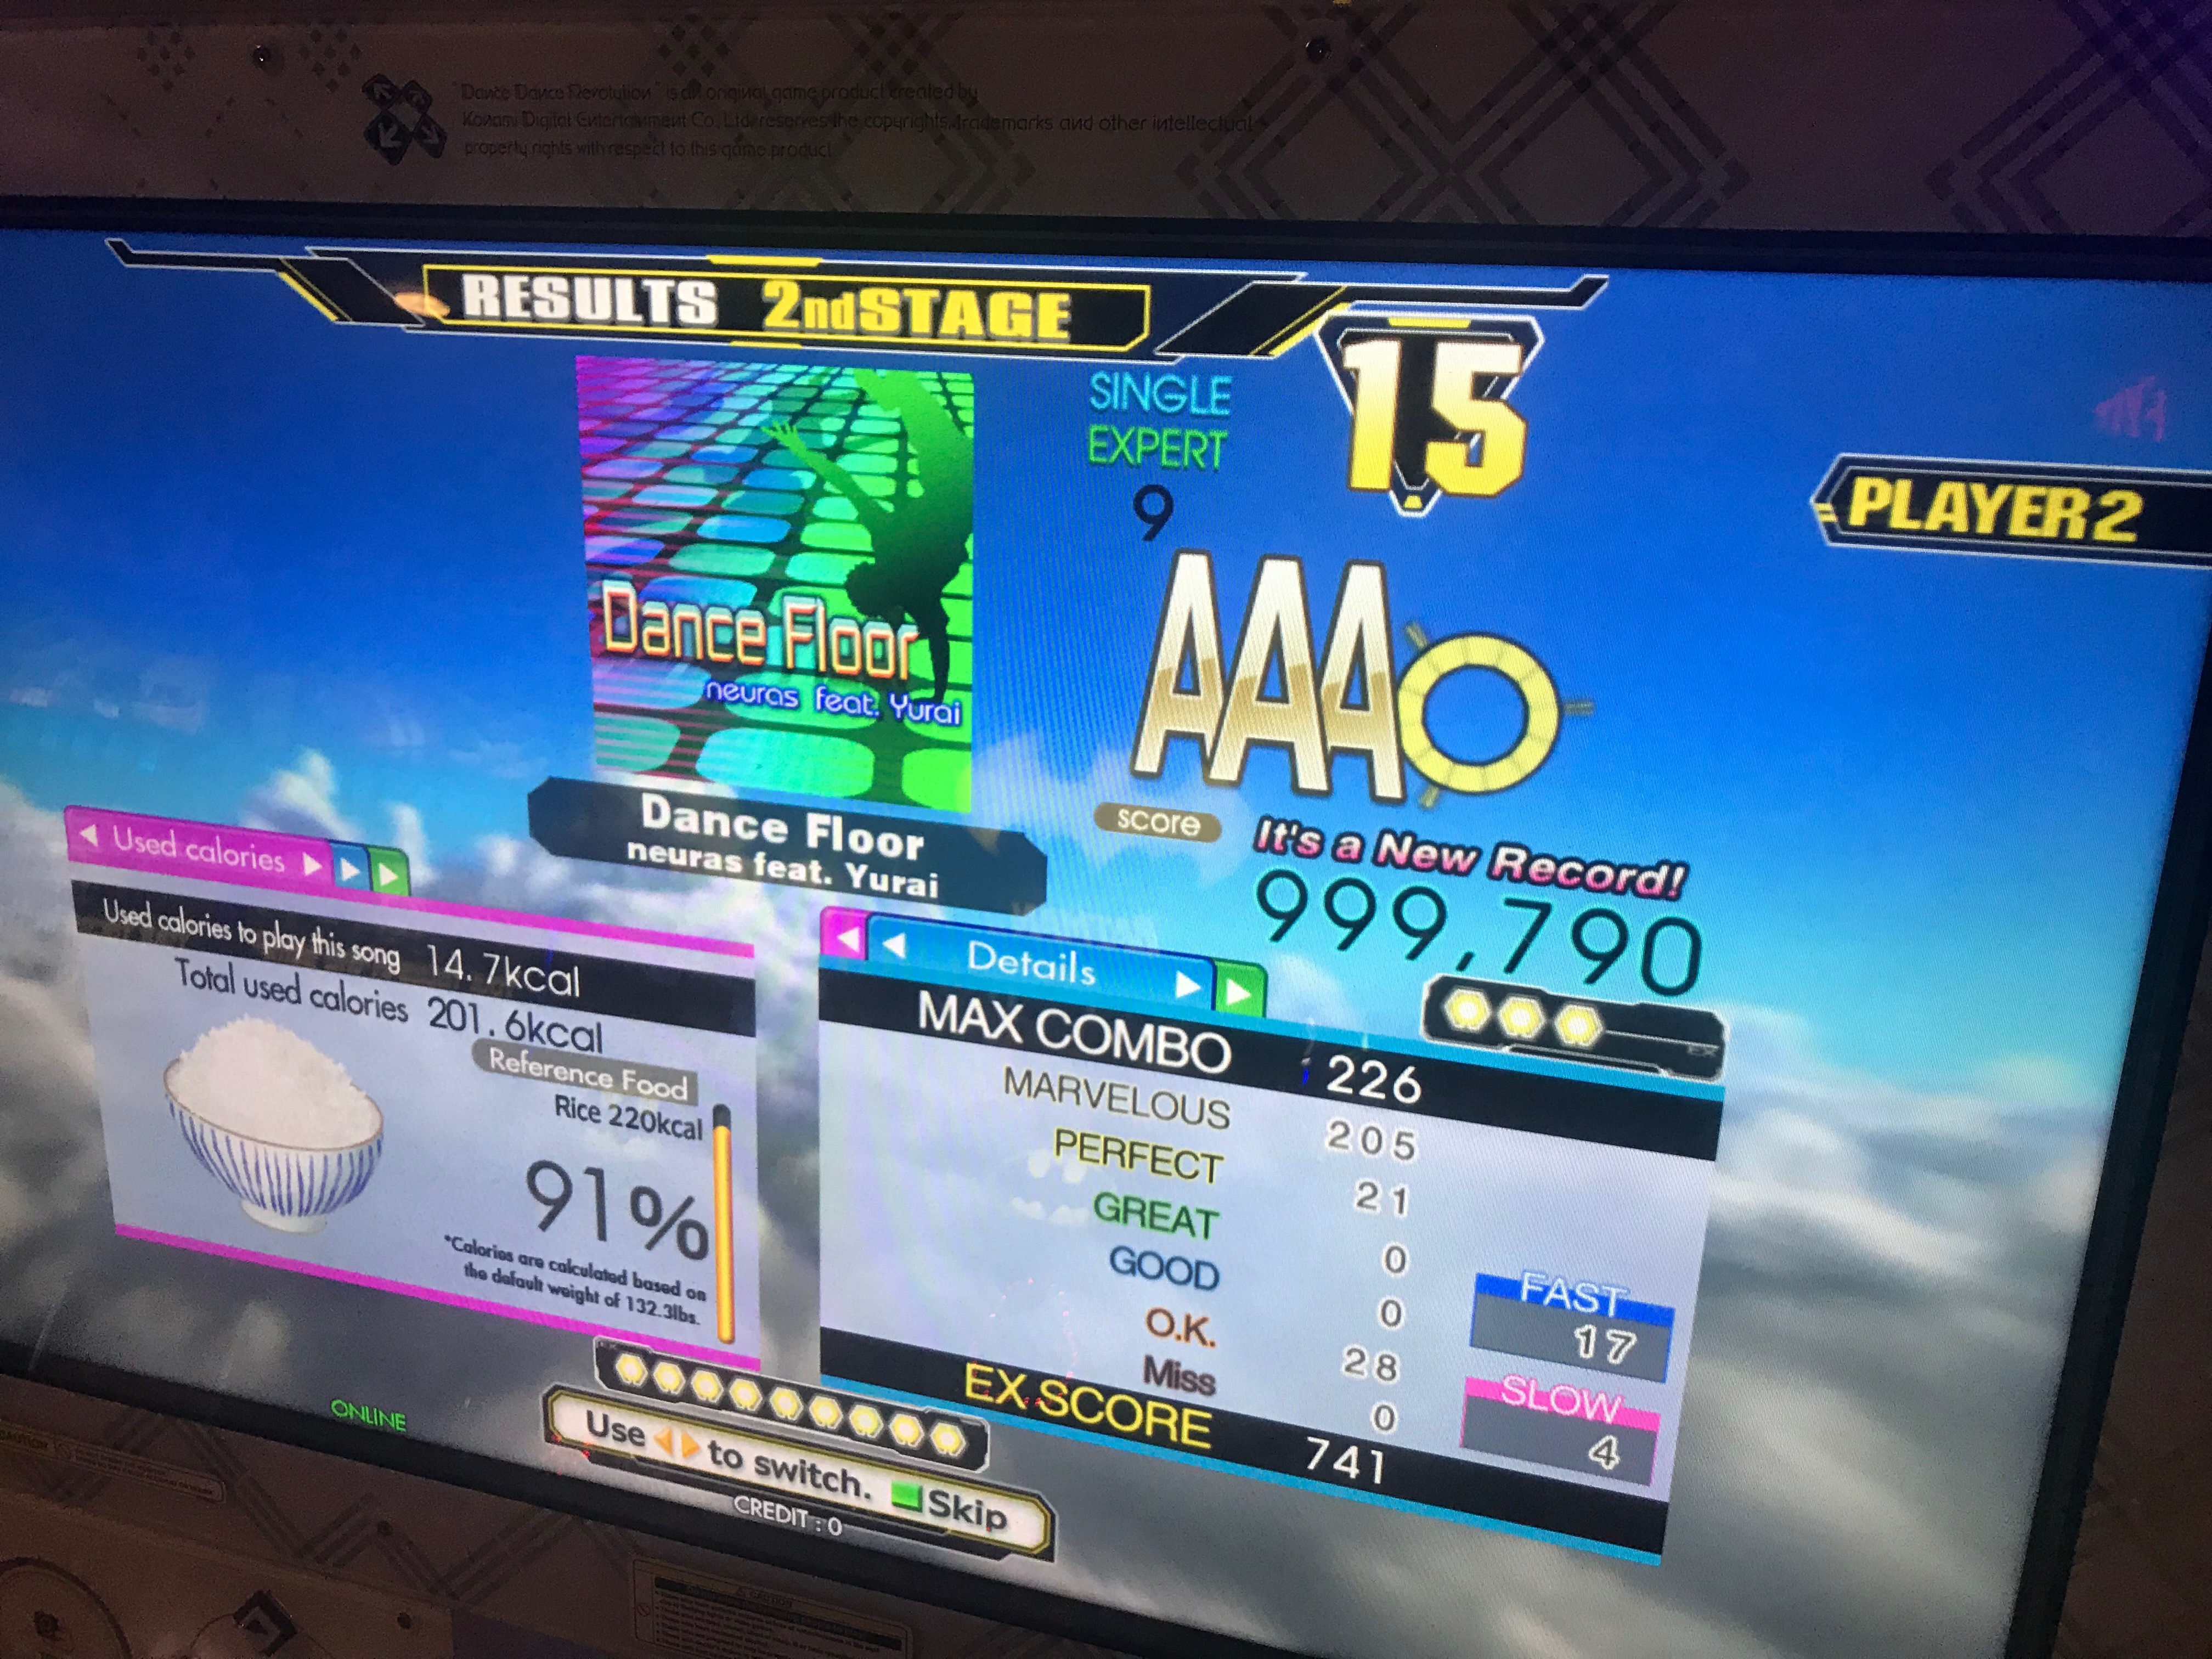 "Dance Dance Revolution" is an original game product created by
Konami Digital Entertainment Co., Ltd. reserves the copyrights, trademarks and other intellectual
property rights with respect to this game product.
RESULTS 2ndSTAGE
15
SINGLE
EXPERT
9
PLAYER2
Dance Floor
neuras feat. Yurai
AAA
Dance Floor
neuras feat. Yurai
score
It's a New Record!
999,790
Used calories
Used calories to play this song 14.7kcal
Total used calories 201.6kcal
Reference Food
Rice 220kcal
91%
*Calories are calculated based on
the default weight of 132.3lbs.
Details
EX
MAX COMBO 226
MARVELOUS 205
PERFECT 21
GREAT 0
GOOD 0
O.K. 28
Miss 0
EX SCORE 741
FAST
17
SLOW
4
ONLINE
Use ◀▶ to switch. Skip
CREDIT : 0
CAUTION
CAUTION